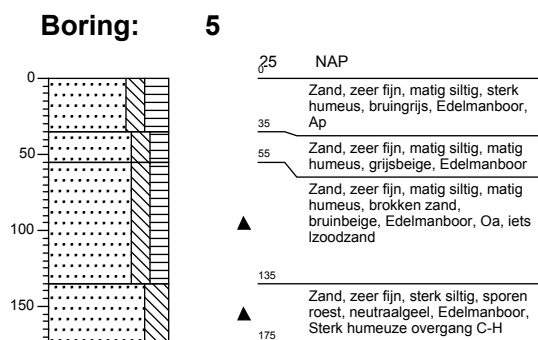 Boring: 5
25 NAP
0
0
Zand, zeer fijn, matig siltig, sterk
humeus, bruingrijs, Edelmanboor,
Ap
35
Zand, zeer fijn, matig siltig, matig
humeus, grijsbeige, Edelmanboor
50
55
Zand, zeer fijn, matig siltig, matig
humeus, brokken zand,
bruinbeige, Edelmanboor, Oa, iets
lzoodzand
100
135
Zand, zeer fijn, sterk siltig, sporen
roest, neutraalgeel, Edelmanboor,
Sterk humeuze overgang C-H
150
175